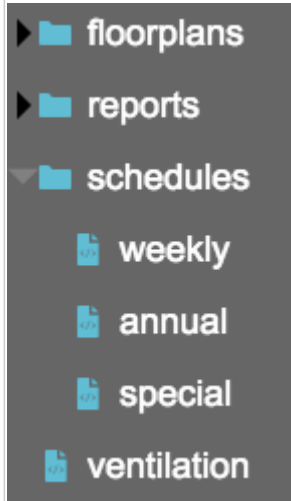 floorplans
reports
schedules
weekly
annual
special
ventilation